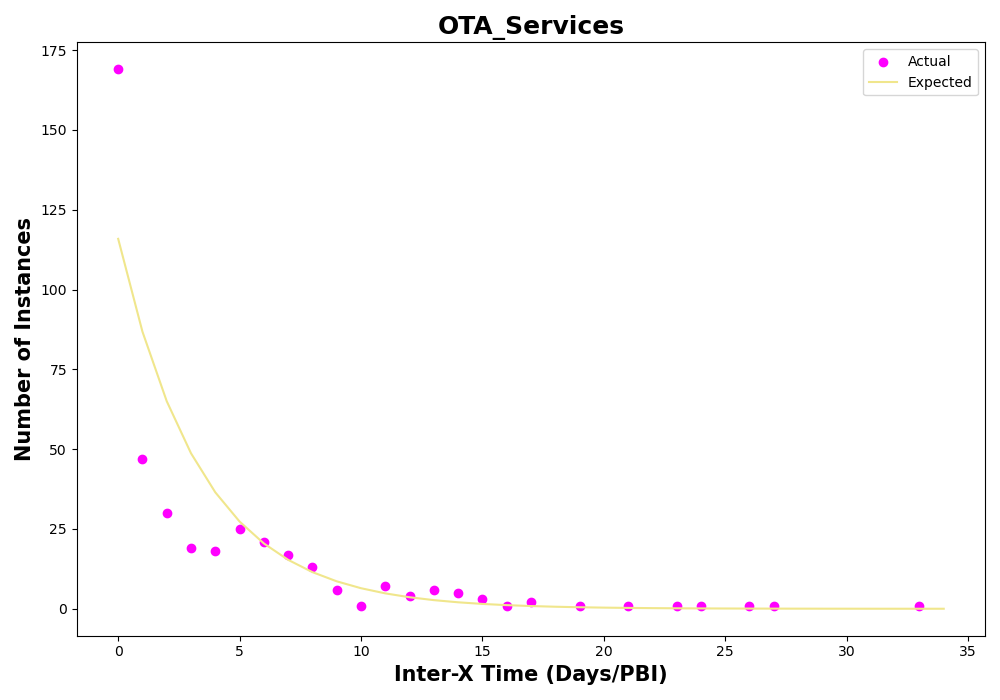 OTA_Services
Actual
Expected
175
150
125
100
75
50
25
0
Number of Instances
0 5 10 15 20 25 30 35
Inter-X Time (Days/PBI)